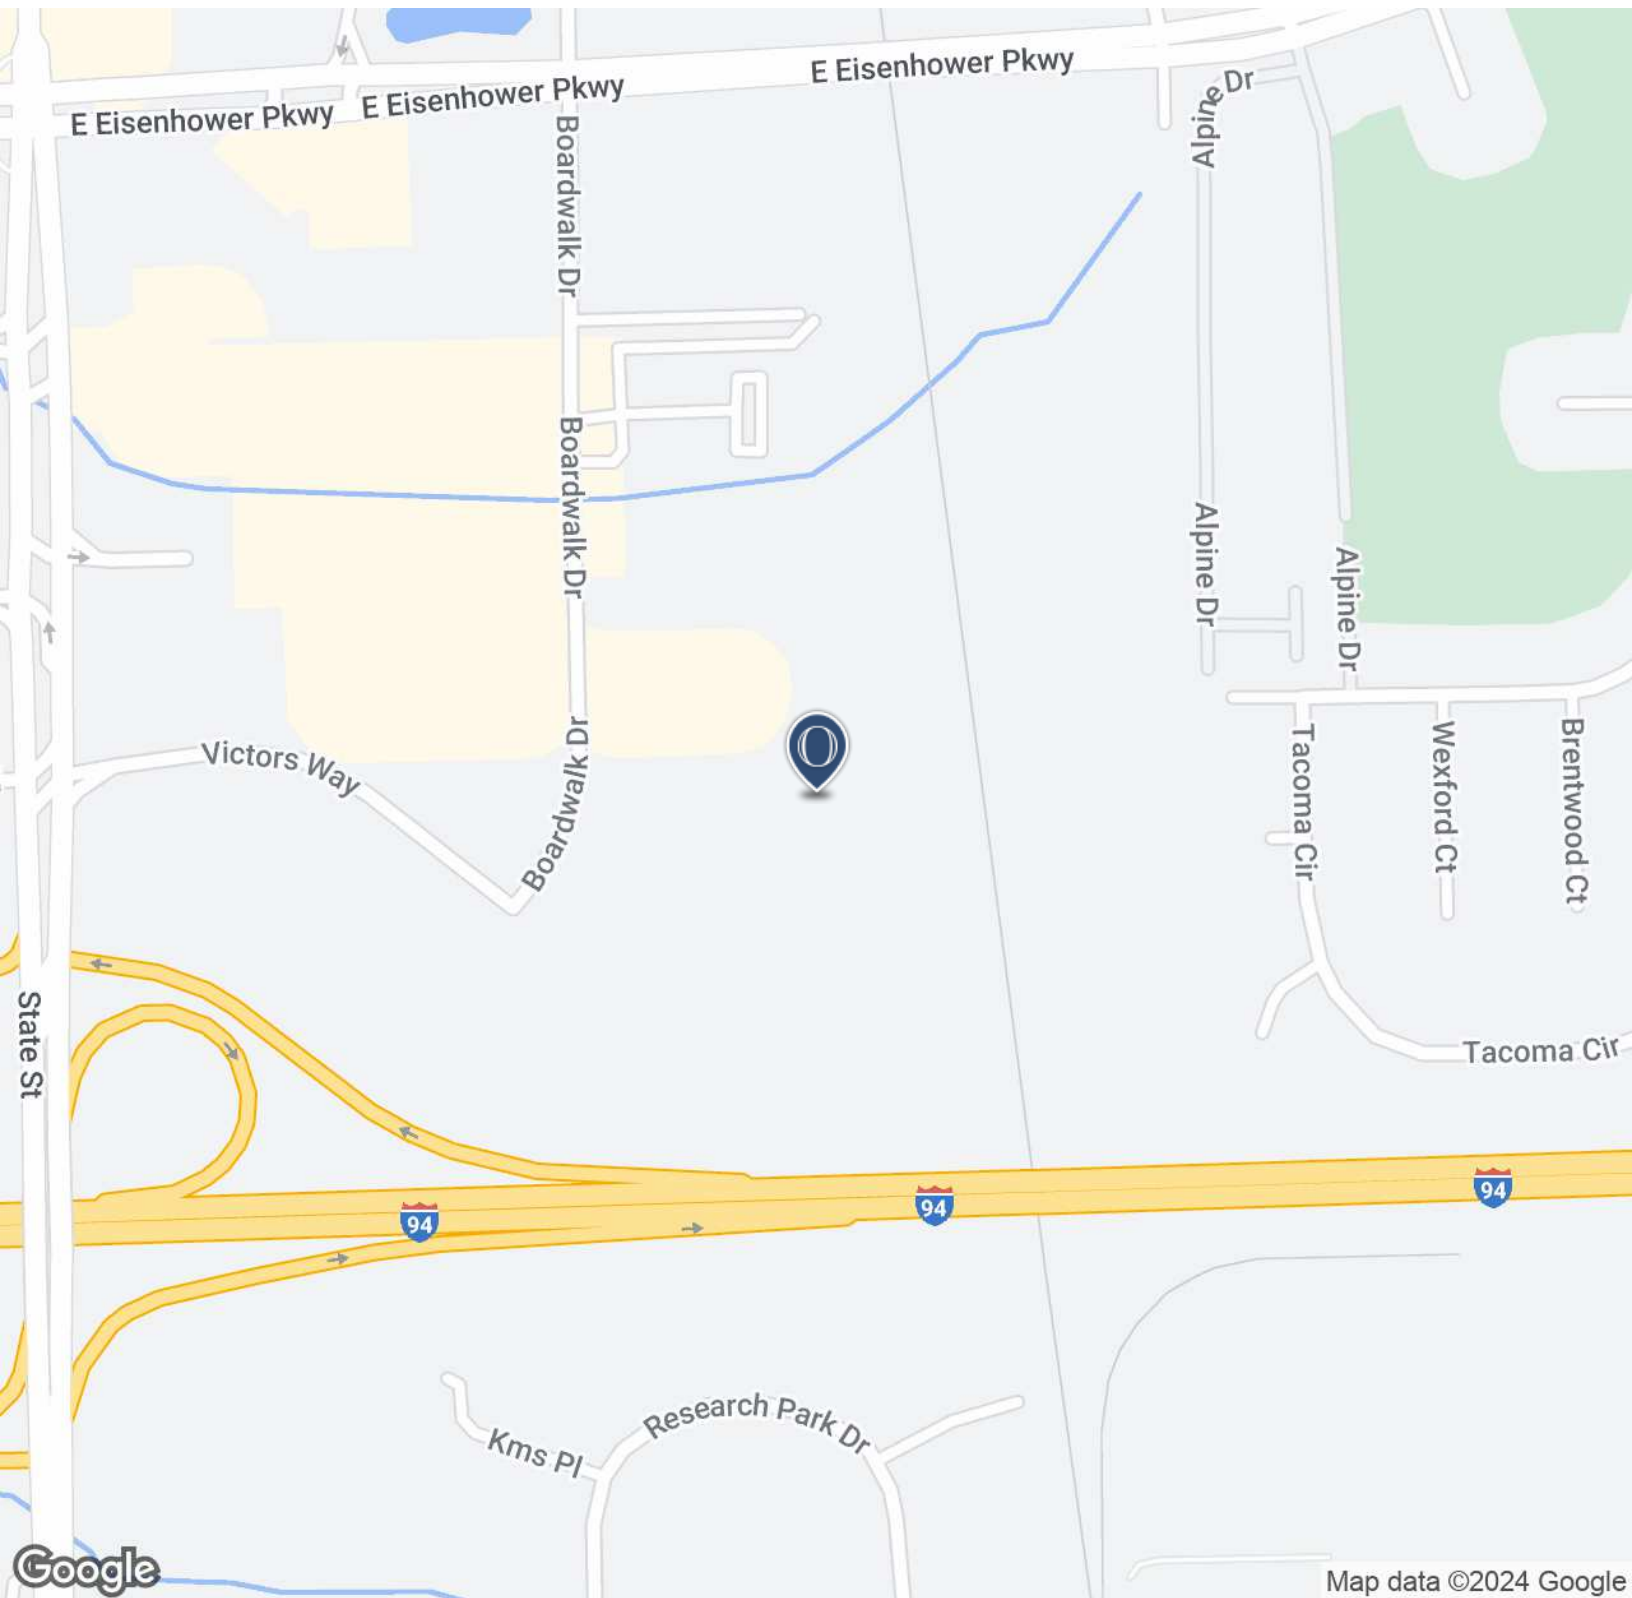 E Eisenhower Pkwy
E Eisenhower Pkwy
E Eisenhower Pkwy
Alpine Dr
Boardwalk Dr
Boardwalk Dr
Alpine Dr
Alpine Dr
Boardwalk Dr
Victors Way
O
Tacoma Cir
Wexford Ct
Brentwood Ct
State St
Tacoma Cir
94
94
94
Research Park Dr
Kms Pl
Google
Map data ©2024 Google